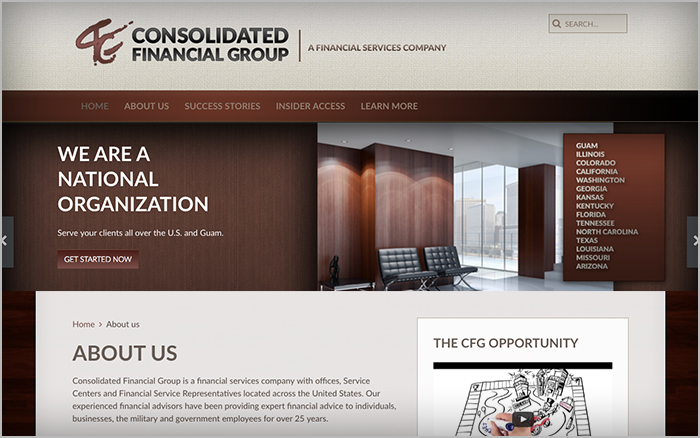 CONSOLIDATED
FINANCIAL GROUP
A FINANCIAL SERVICES COMPANY
SEARCH...
HOME ABOUT US SUCCESS STORIES INSIDER ACCESS LEARN MORE
WE ARE A
NATIONAL
ORGANIZATION
Serve your clients all over the U.S. and Guam.
GET STARTED NOW
GUAM
ILLINOIS
COLORADO
CALIFORNIA
WASHINGTON
GEORGIA
KANSAS
KENTUCKY
FLORIDA
TENNESSEE
NORTH CAROLINA
TEXAS
LOUISIANA
MISSOURI
ARIZONA
Home > About us
ABOUT US
Consolidated Financial Group is a financial services company with offices, Service
Centers and Financial Service Representatives located across the United States. Our
experienced financial advisors have been providing expert financial advice to individuals,
businesses, the military and government employees for over 25 years.
THE CFG OPPORTUNITY